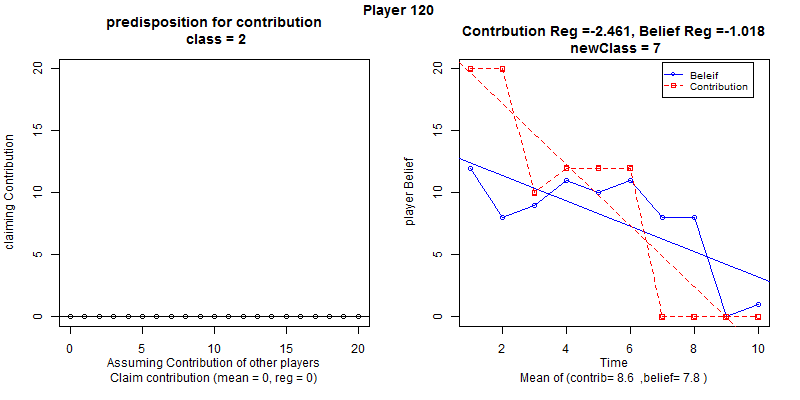 Player 120
predisposition for contribution
class = 2
claiming Contribution
0
5
10
15
20
0
5
10
15
20
Assuming Contribution of other players
Claim contribution (mean = 0, reg = 0)
Contrbution Reg =-2.461, Belief Reg =-1.018
newClass = 7
Beleif
Contribution
player Belief
0
5
10
15
20
2
4
6
8
10
Time
Mean of (contrib= 8.6 ,belief= 7.8 )